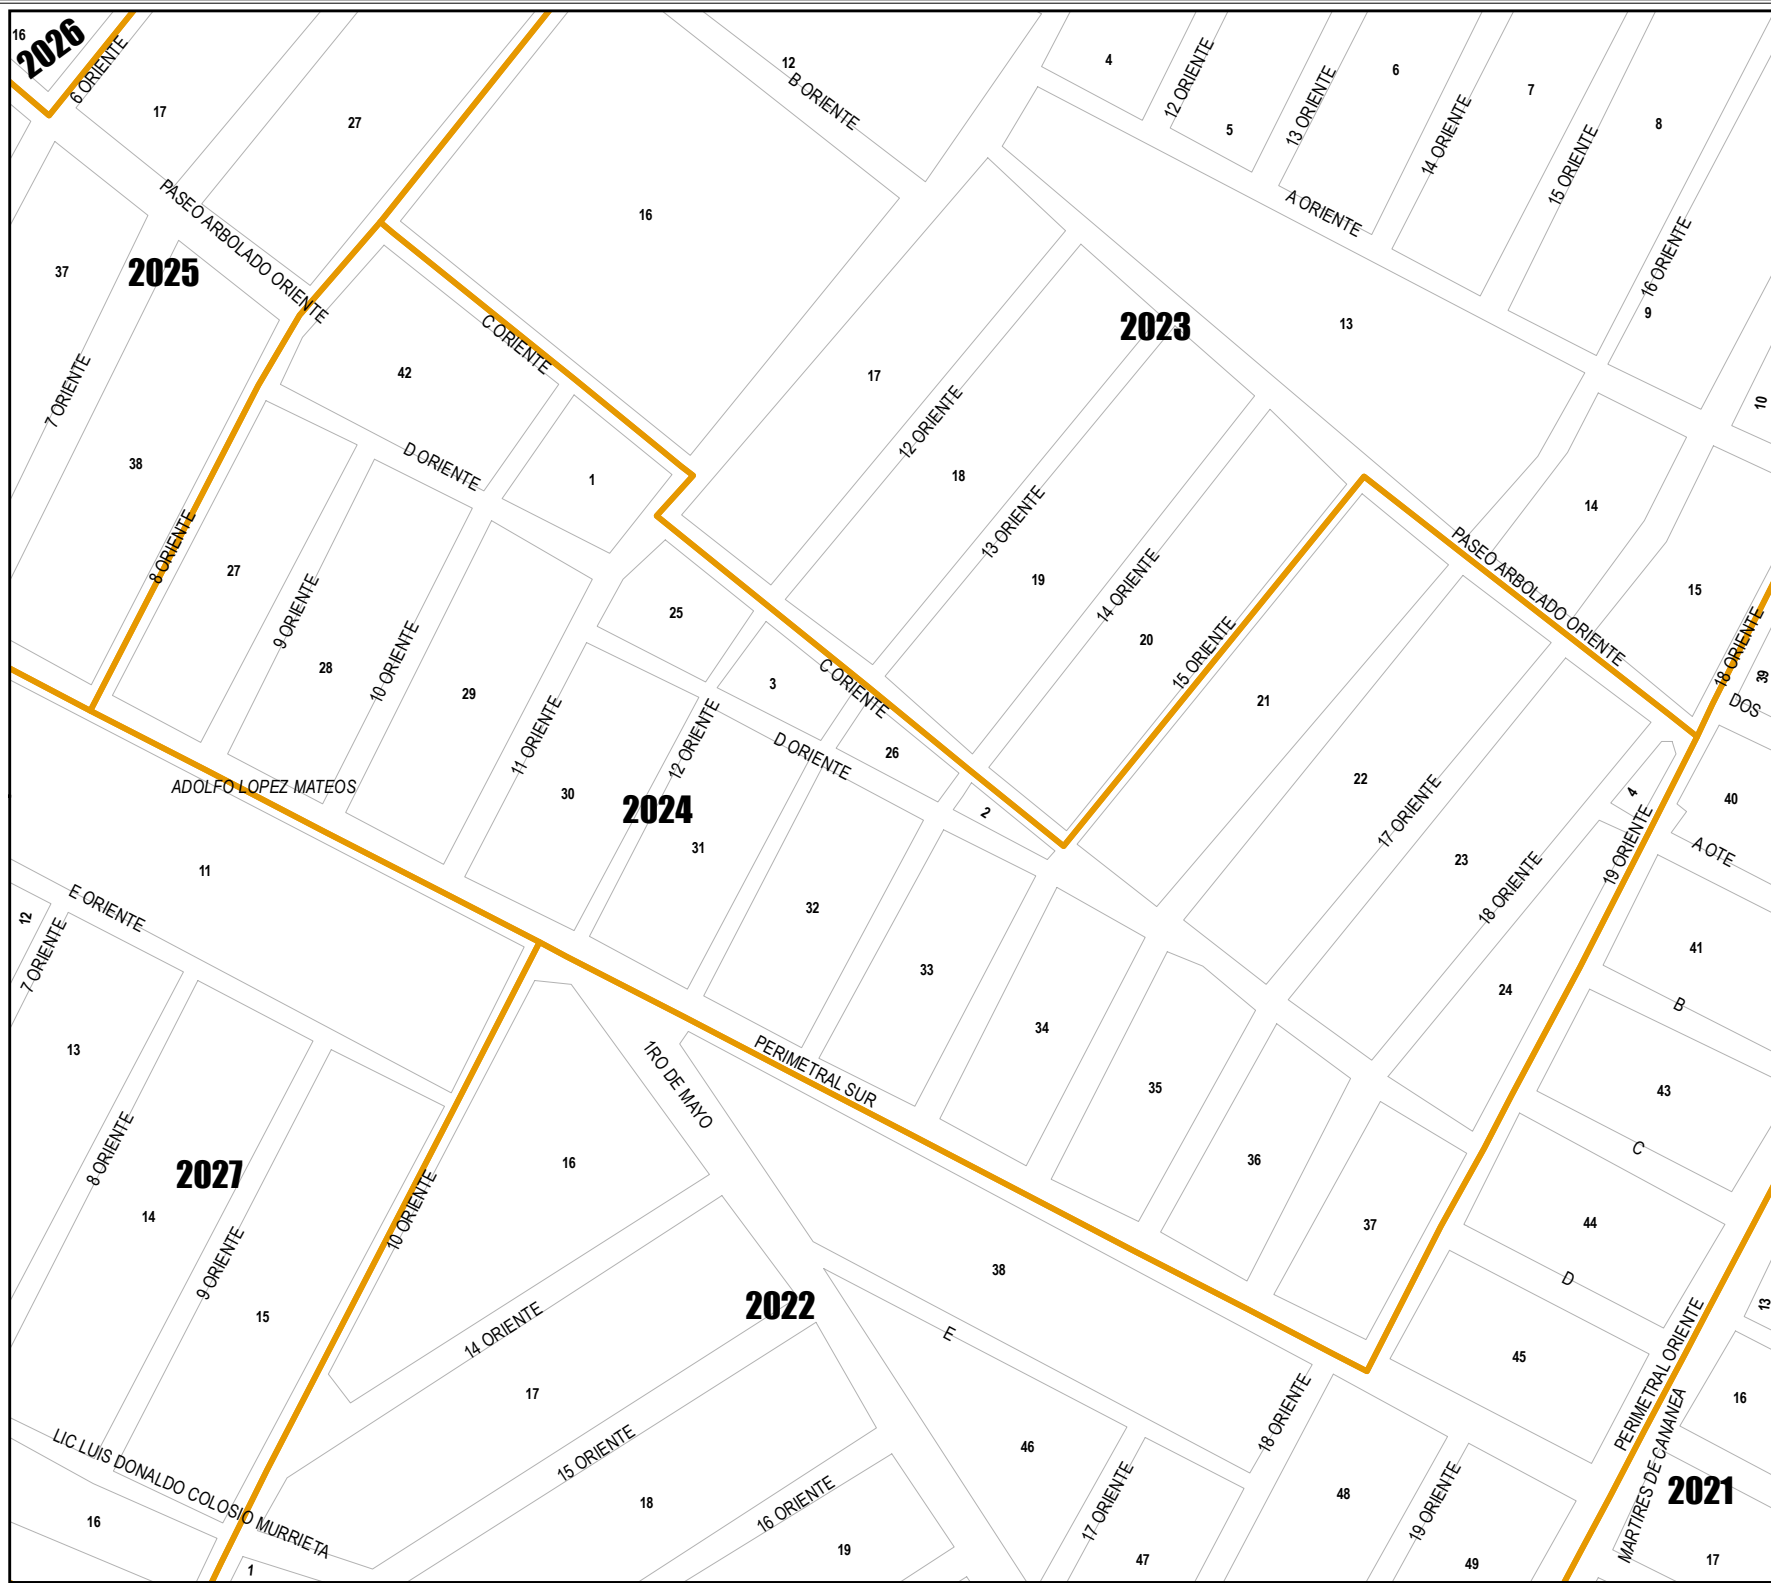 16
2026
6 ORIENTE
17
27
12
B ORIENTE
4
12 ORIENTE
5
13 ORIENTE
6
14 ORIENTE
7
15 ORIENTE
8
16 ORIENTE
9
10
A ORIENTE
16
PASEO ARBOLADO ORIENTE
37
2025
7 ORIENTE
38
8 ORIENTE
42
C ORIENTE
D ORIENTE
1
17
12 ORIENTE
18
13 ORIENTE
19
14 ORIENTE
20
15 ORIENTE
2023
13
14
15
PASEO ARBOLADO ORIENTE
18 ORIENTE
39
DOS
27
9 ORIENTE
28
10 ORIENTE
29
11 ORIENTE
25
3
C ORIENTE
26
D ORIENTE
2
12 ORIENTE
30
2024
31
32
33
34
35
36
37
21
22
17 ORIENTE
23
18 ORIENTE
24
4
19 ORIENTE
40
A OTE
41
B
43
C
44
D
45
ADOLFO LOPEZ MATEOS
11
E ORIENTE
12
7 ORIENTE
13
8 ORIENTE
2027
14
9 ORIENTE
15
10 ORIENTE
1RO DE MAYO
PERIMETRAL SUR
16
14 ORIENTE
2022
38
E
17
15 ORIENTE
18
16 ORIENTE
19
46
17 ORIENTE
47
18 ORIENTE
48
19 ORIENTE
49
PERIMETRAL ORIENTE
MARTIRES DE CANANEA
13
16
2021
17
LIC LUIS DONALDO COLOSIO MURRIETA
16
1